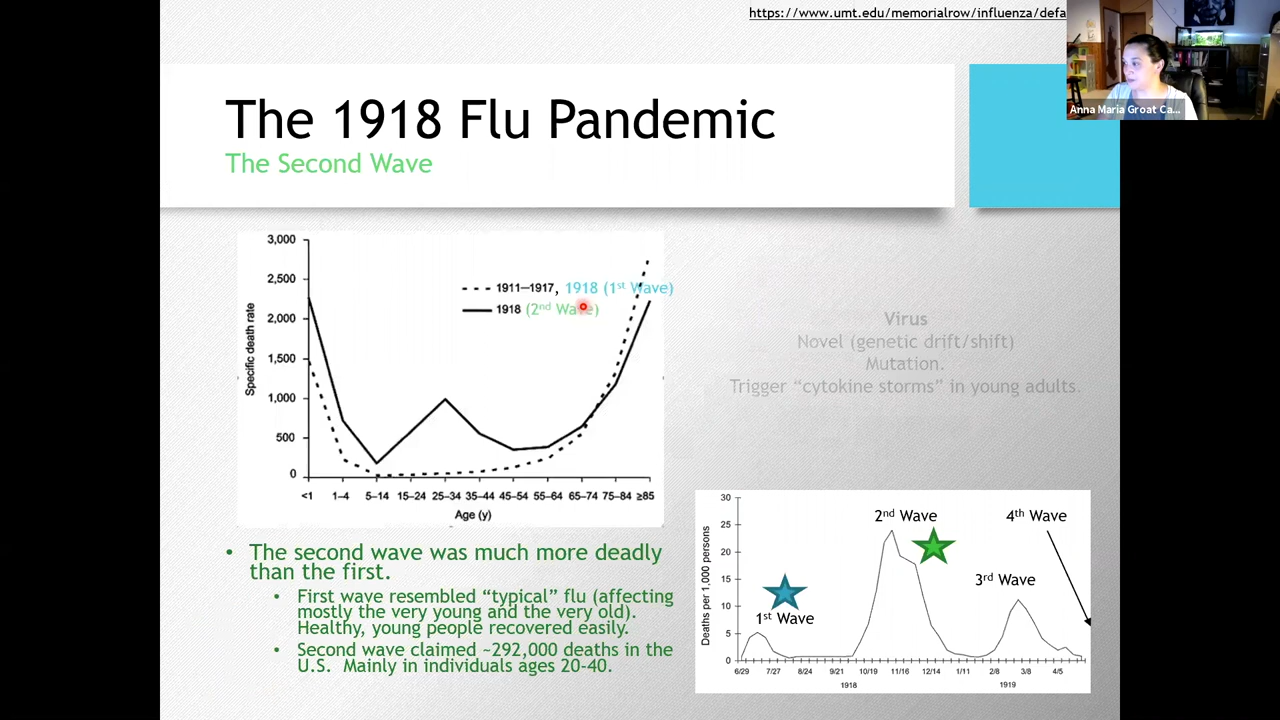 https://www.umt.edu/memorialrow/influenza/defa
Anna Maria Groat Ca...
The 1918 Flu Pandemic
The Second Wave
3,000
2,500
2,000
1,500
1,000
500
0
Specific death rate
1911–1917, 1918 (1st Wave)
1918 (2nd Wave)
<1 1–4 5–14 15–24 25–34 35–44 45–54 55–64 65–74 75–84 ≥85
Age (y)
Virus
Novel (genetic drift/shift)
Mutation.
Trigger “cytokine storms” in young adults.
• The second wave was much more deadly
than the first.
• First wave resembled “typical” flu (affecting
mostly the very young and the very old).
Healthy, young people recovered easily.
• Second wave claimed ~292,000 deaths in the
U.S. Mainly in individuals ages 20-40.
30
25
20
15
10
5
0
Deaths per 1,000 persons
1st Wave
2nd Wave
3rd Wave
4th Wave
6/29 7/27 8/24 9/21 10/19 11/16 12/14 1/11 2/8 3/8 4/5
1918 1919